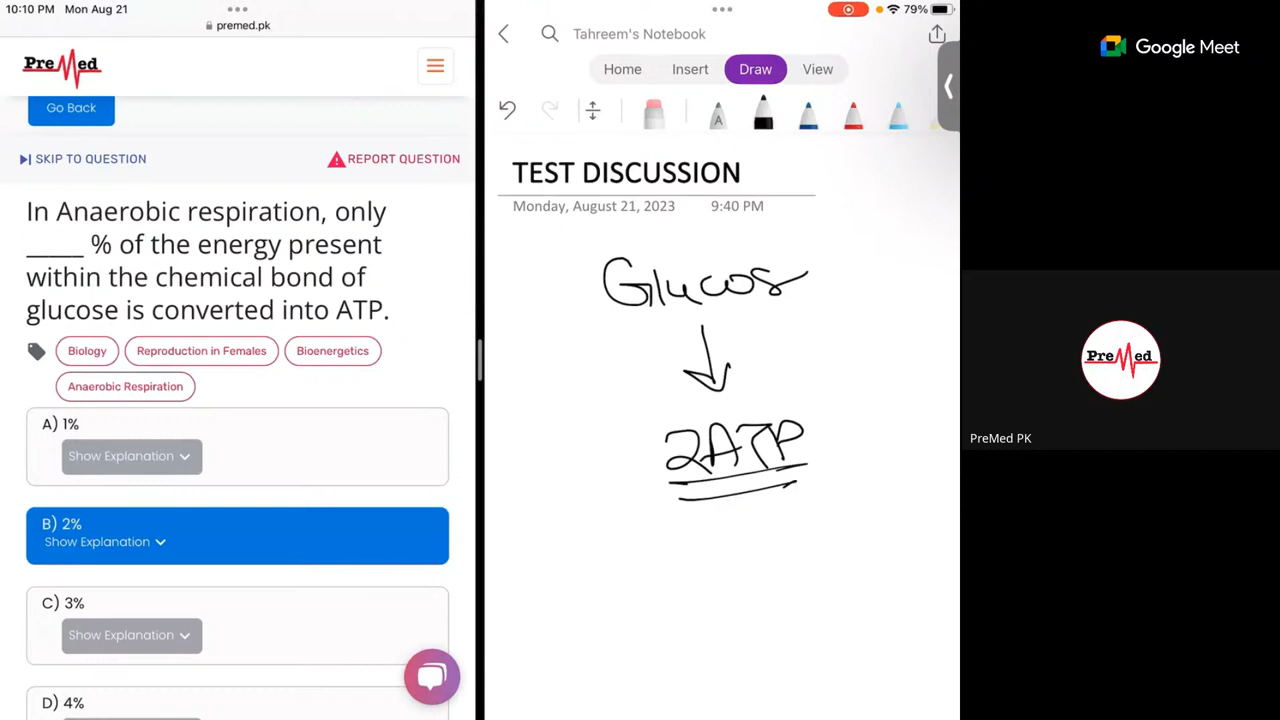 10:10 PM Mon Aug 21
premed.pk
PreMed
Go Back
SKIP TO QUESTION
REPORT QUESTION
In Anaerobic respiration, only
_____ % of the energy present
within the chemical bond of
glucose is converted into ATP.
Biology
Reproduction in Females
Bioenergetics
Anaerobic Respiration
A) 1%
Show Explanation
B) 2%
Show Explanation
C) 3%
Show Explanation
D) 4%
79%
Tahreem's Notebook
Home
Insert
Draw
View
A
TEST DISCUSSION
Monday, August 21, 2023 9:40 PM
Glucos
2ATP
Google Meet
PreMed
PreMed PK